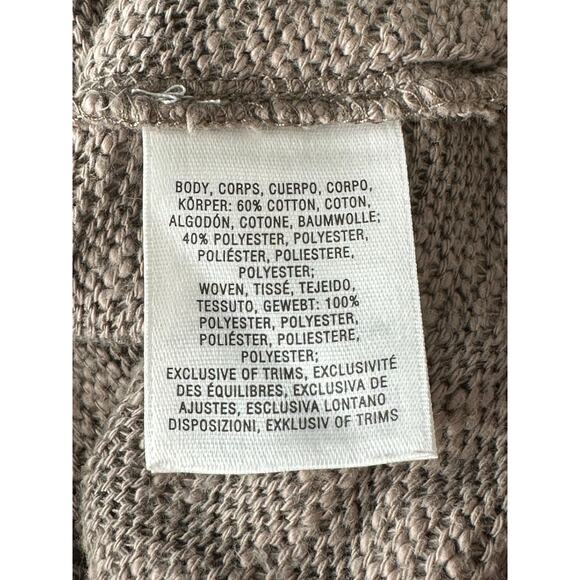 BODY, CORPS, CUERPO, CORPO,
KÖRPER: 60% COTTON, COTON,
ALGODÓN, COTONE, BAUMWOLLE;
40% POLYESTER, POLYESTER,
POLIÉSTER, POLIESTERE,
POLYESTER;
WOVEN, TISSÉ, TEJEIDO,
TESSUTO, GEWEBT: 100%
POLYESTER, POLYESTER,
POLIÉSTER, POLIESTERE,
POLYESTER;
EXCLUSIVE OF TRIMS, EXCLUSIVITÉ
DES ÉQUILIBRES, EXCLUSIVA DE
AJUSTES, ESCLUSIVA LONTANO
DISPOSIZIONI, EXKLUSIV OF TRIMS